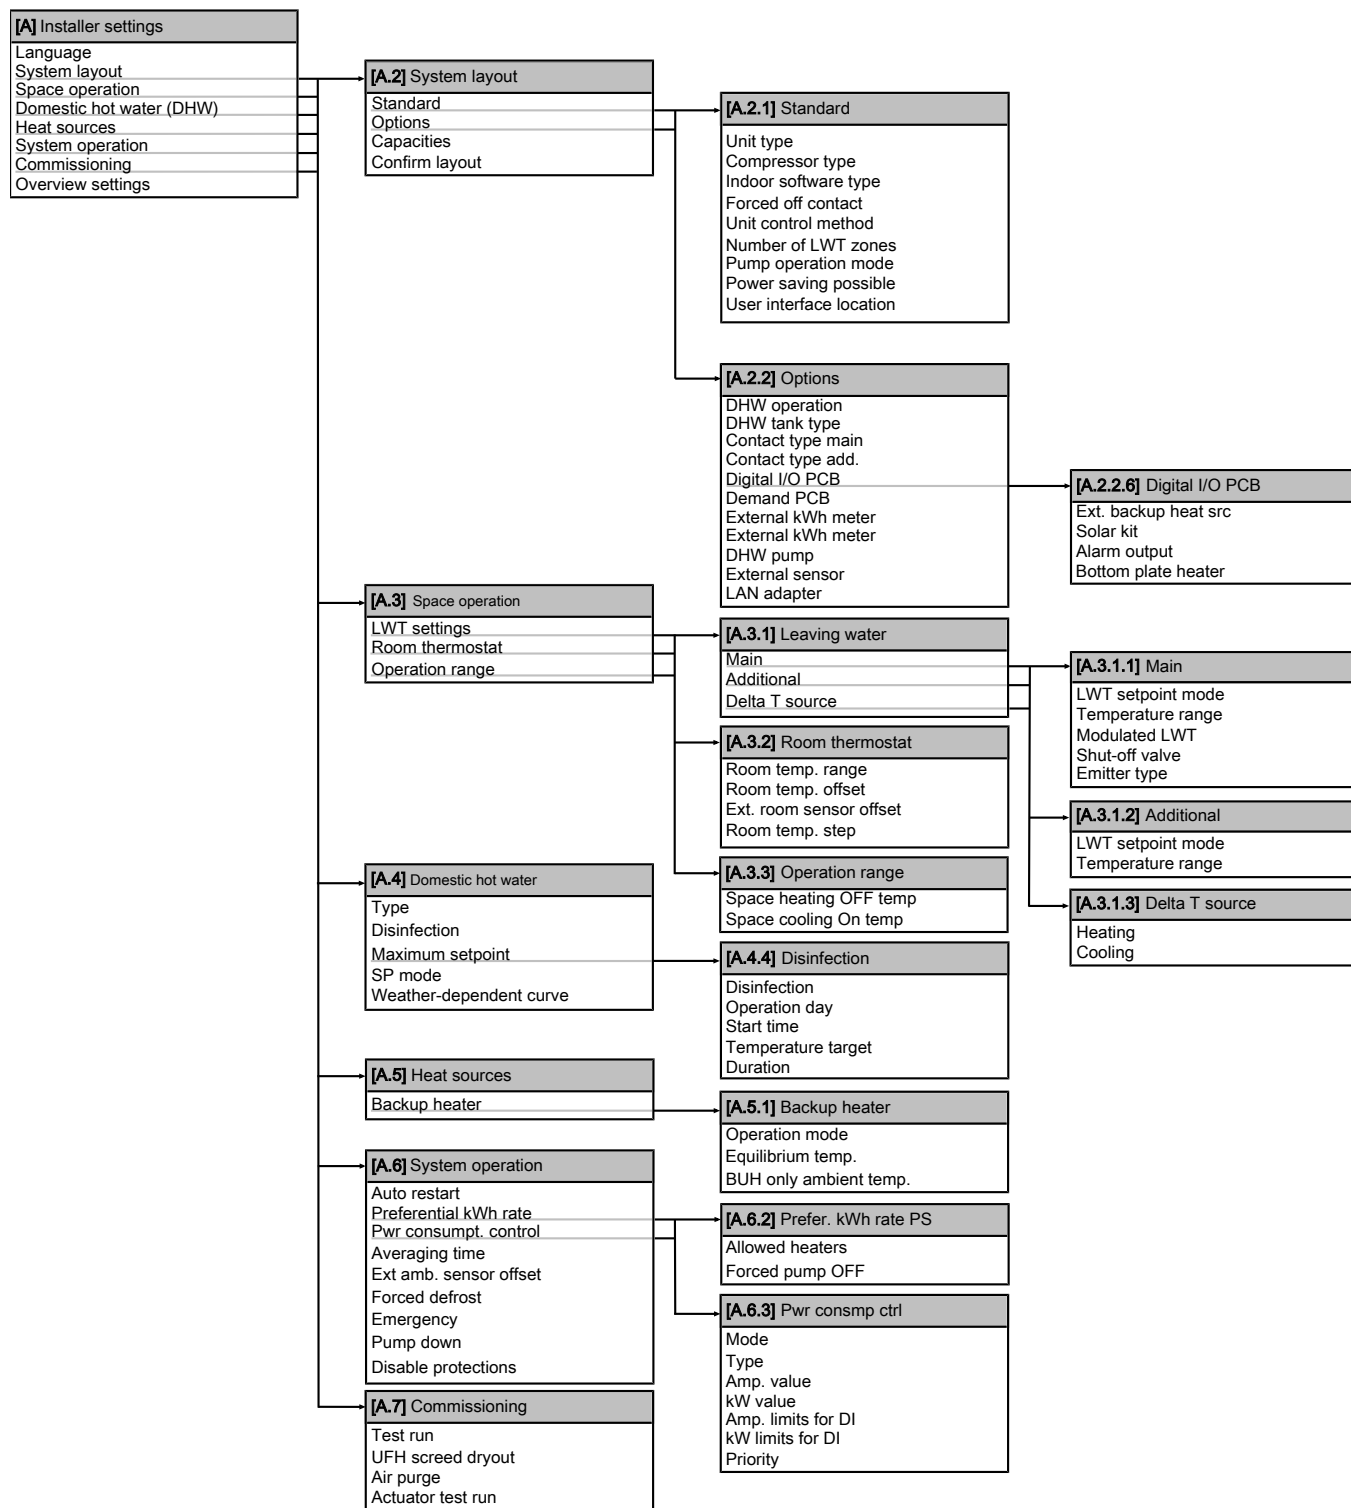 [A] Installer settings
Language
System layout
Space operation
Domestic hot water (DHW)
Heat sources
System operation
Commissioning
Overview settings
[A.2] System layout
Standard
Options
Capacities
Confirm layout
[A.2.1] Standard
Unit type
Compressor type
Indoor software type
Forced off contact
Unit control method
Number of LWT zones
Pump operation mode
Power saving possible
User interface location
[A.2.2] Options
DHW operation
DHW tank type
Contact type main
Contact type add.
Digital I/O PCB
Demand PCB
External kWh meter
External kWh meter
DHW pump
External sensor
LAN adapter
[A.2.2.6] Digital I/O PCB
Ext. backup heat src
Solar kit
Alarm output
Bottom plate heater
[A.3] Space operation
LWT settings
Room thermostat
Operation range
[A.3.1] Leaving water
Main
Additional
Delta T source
[A.3.1.1] Main
LWT setpoint mode
Temperature range
Modulated LWT
Shut-off valve
Emitter type
[A.3.2] Room thermostat
Room temp. range
Room temp. offset
Ext. room sensor offset
Room temp. step
[A.3.1.2] Additional
LWT setpoint mode
Temperature range
[A.3.3] Operation range
Space heating OFF temp
Space cooling On temp
[A.3.1.3] Delta T source
Heating
Cooling
[A.4] Domestic hot water
Type
Disinfection
Maximum setpoint
SP mode
Weather-dependent curve
[A.4.4] Disinfection
Disinfection
Operation day
Start time
Temperature target
Duration
[A.5] Heat sources
Backup heater
[A.5.1] Backup heater
Operation mode
Equilibrium temp.
BUH only ambient temp.
[A.6] System operation
Auto restart
Preferential kWh rate
Pwr consumpt. control
Averaging time
Ext amb. sensor offset
Forced defrost
Emergency
Pump down
Disable protections
[A.6.2] Prefer. kWh rate PS
Allowed heaters
Forced pump OFF
[A.6.3] Pwr consmp ctrl
Mode
Type
Amp. value
kW value
Amp. limits for DI
kW limits for DI
Priority
[A.7] Commissioning
Test run
UFH screed dryout
Air purge
Actuator test run